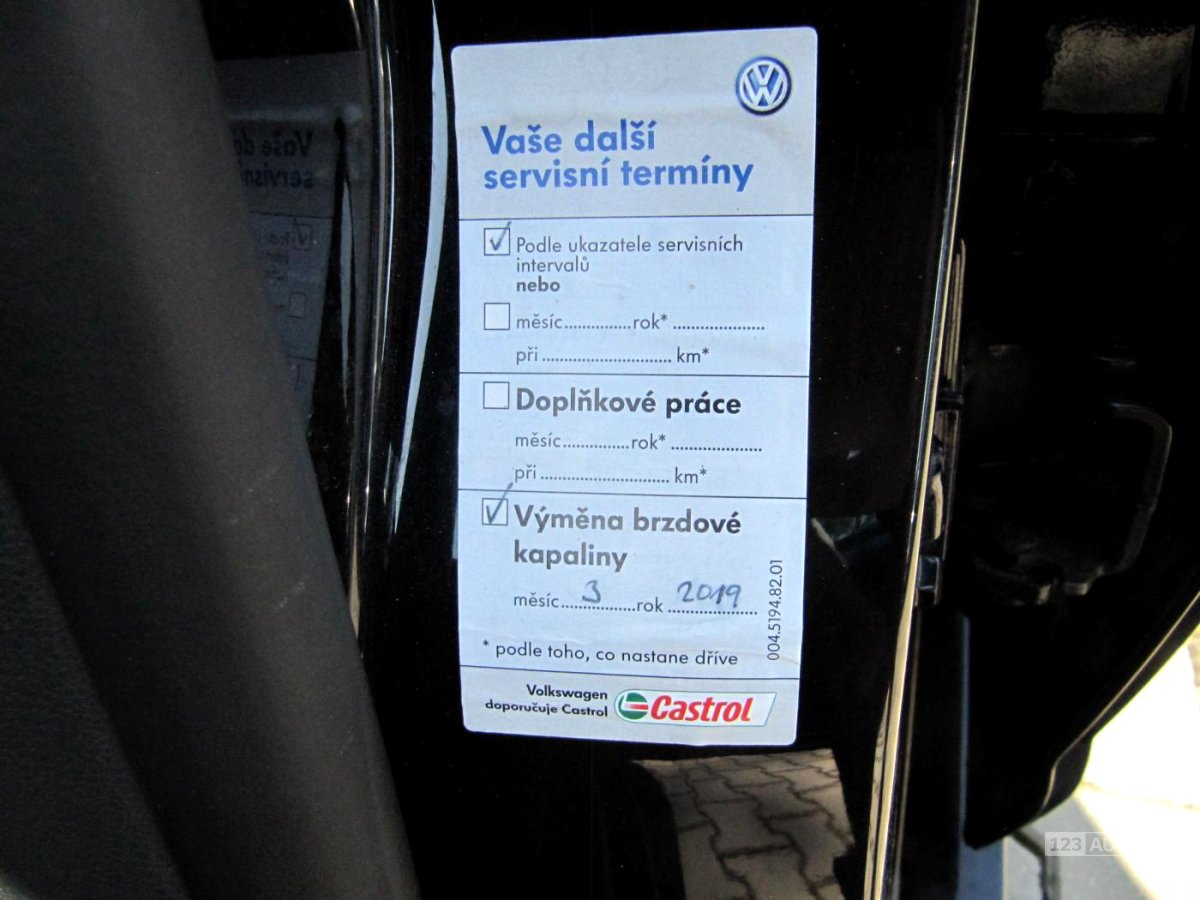 Vaše další
servisní termíny
Podle ukazatele servisních
intervalů
nebo
měsíc...............rok* .....................
při ............................. km*
Doplňkové práce
měsíc...............rok* .....................
při ............................. km*
Výměna brzdové
kapaliny
měsíc.....3........rok ..2019....
* podle toho, co nastane dříve
004.5194.82.01
Volkswagen
doporučuje Castrol
Castrol
123 AU